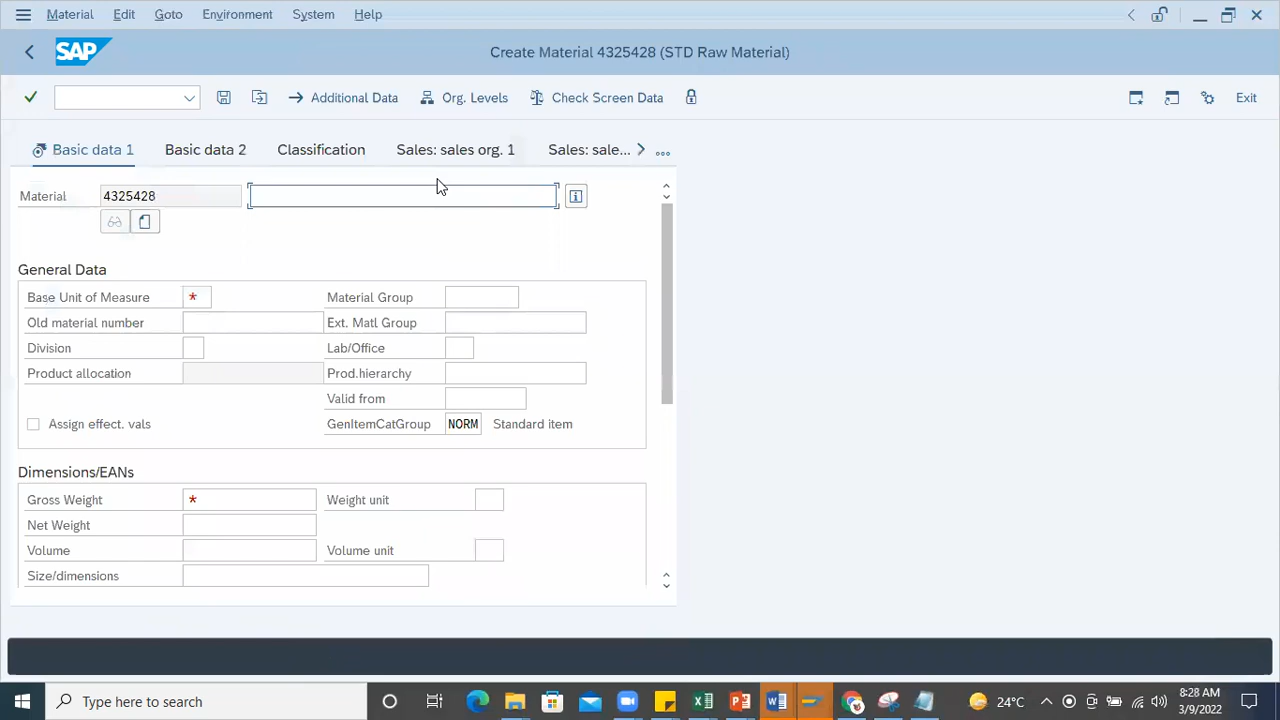 Material Edit Goto Environment System Help
SAP Create Material 4325428 (STD Raw Material)
Additional Data Org. Levels Check Screen Data Exit
Basic data 1 Basic data 2 Classification Sales: sales org. 1 Sales: sale...
Material 4325428
General Data
Base Unit of Measure * Material Group
Old material number Ext. Matl Group
Division Lab/Office
Product allocation Prod.hierarchy
Valid from
Assign effect. vals GenItemCatGroup NORM Standard item
Dimensions/EANs
Gross Weight * Weight unit
Net Weight
Volume Volume unit
Size/dimensions
Type here to search 24°C 8:28 AM
3/9/2022